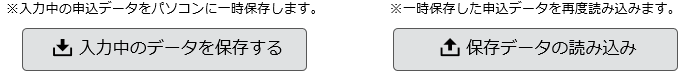 ※入力中の申込データをパソコンに一時保存します。
入力中のデータを保存する
※一時保存した申込データを再度読み込みます。
保存データの読み込み